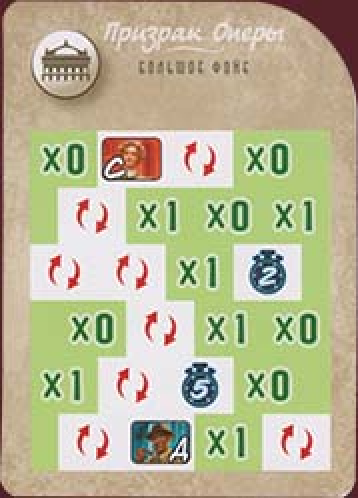 Призрак Оперы
БОЛЬШОЕ ФОЙЕ
x0 C x0
x1 x0 x1
x1 2
x0 x1 x0
x1 5 x0
A x1